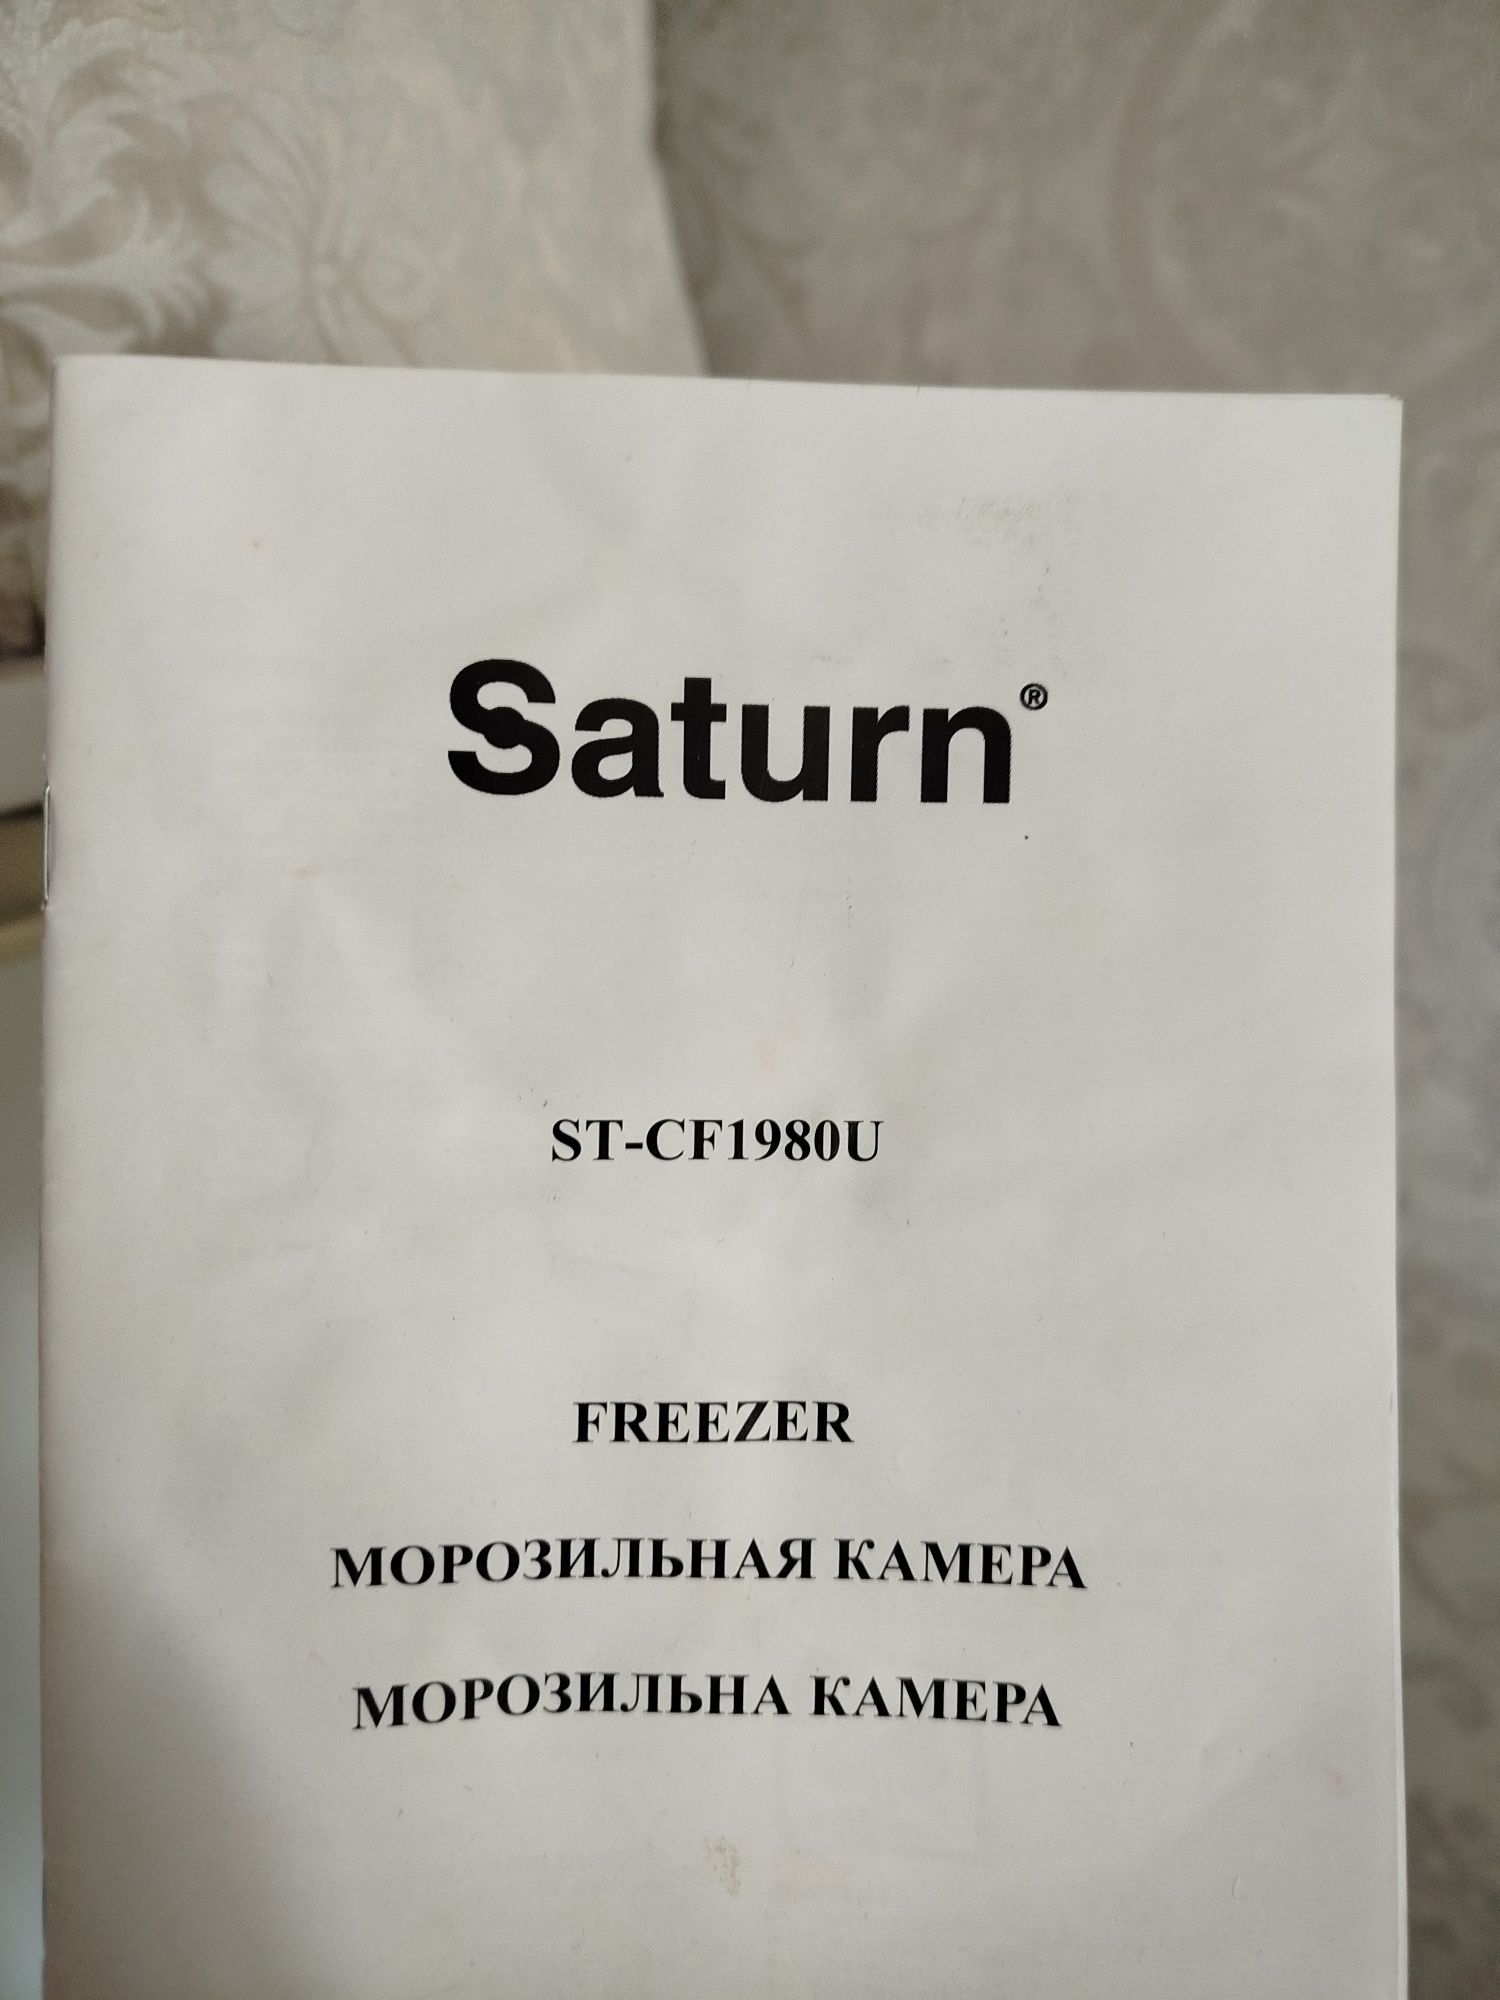 Saturn®
ST-CF1980U
FREEZER
МОРОЗИЛЬНАЯ КАМЕРА
МОРОЗИЛЬНА КАМЕРА